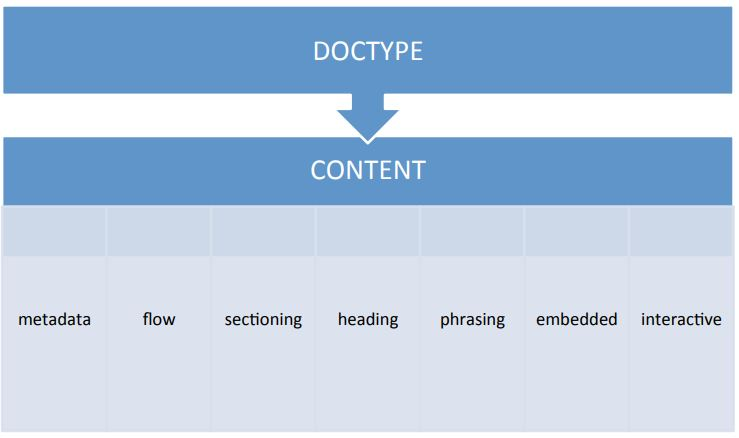 DOCTYPE
CONTENT
metadata flow sectioning heading phrasing embedded interactive